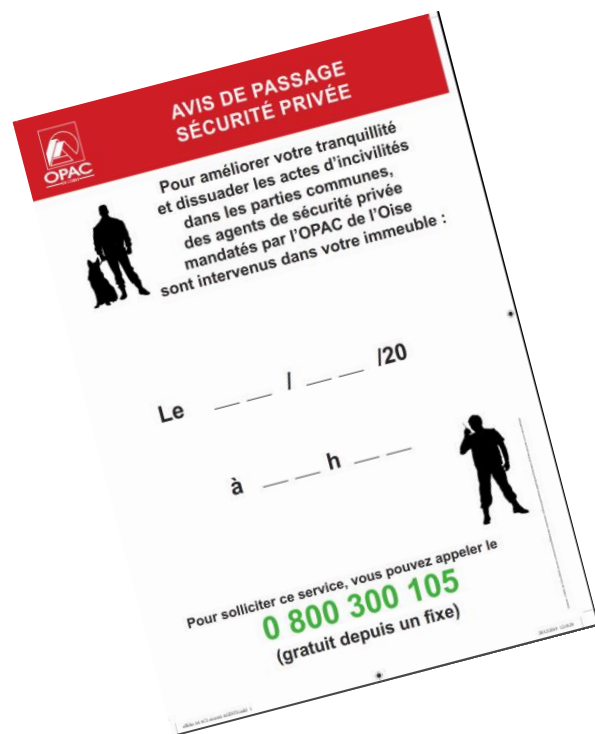 AVIS DE PASSAGE
SÉCURITÉ PRIVÉE
OPAC
Pour améliorer votre tranquillité
et dissuader les actes d'incivilités
dans les parties communes,
des agents de sécurité privée
mandatés par l'OPAC de l'Oise
sont intervenus dans votre immeuble :
Le __ __ / __ __ /20
à __ __ h __ __
Pour solliciter ce service, vous pouvez appeler le
0 800 300 105
(gratuit depuis un fixe)